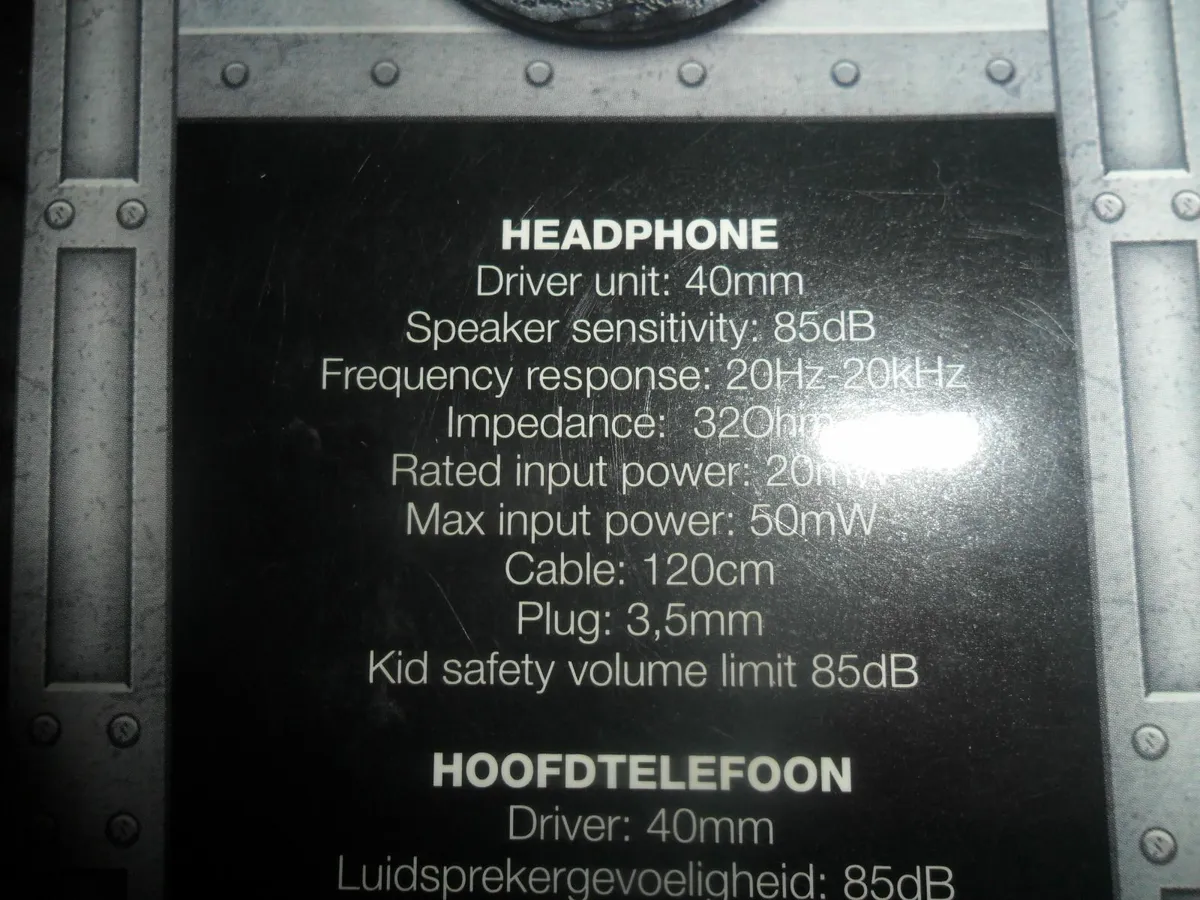 HEADPHONE
Driver unit: 40mm
Speaker sensitivity: 85dB
Frequency response: 20Hz-20kHz
Impedance: 32Ohm
Rated input power: 20mW
Max input power: 50mW
Cable: 120cm
Plug: 3,5mm
Kid safety volume limit 85dB
HOOFDTELEFOON
Driver: 40mm
Luidsprekergevoeligheid: 85dB